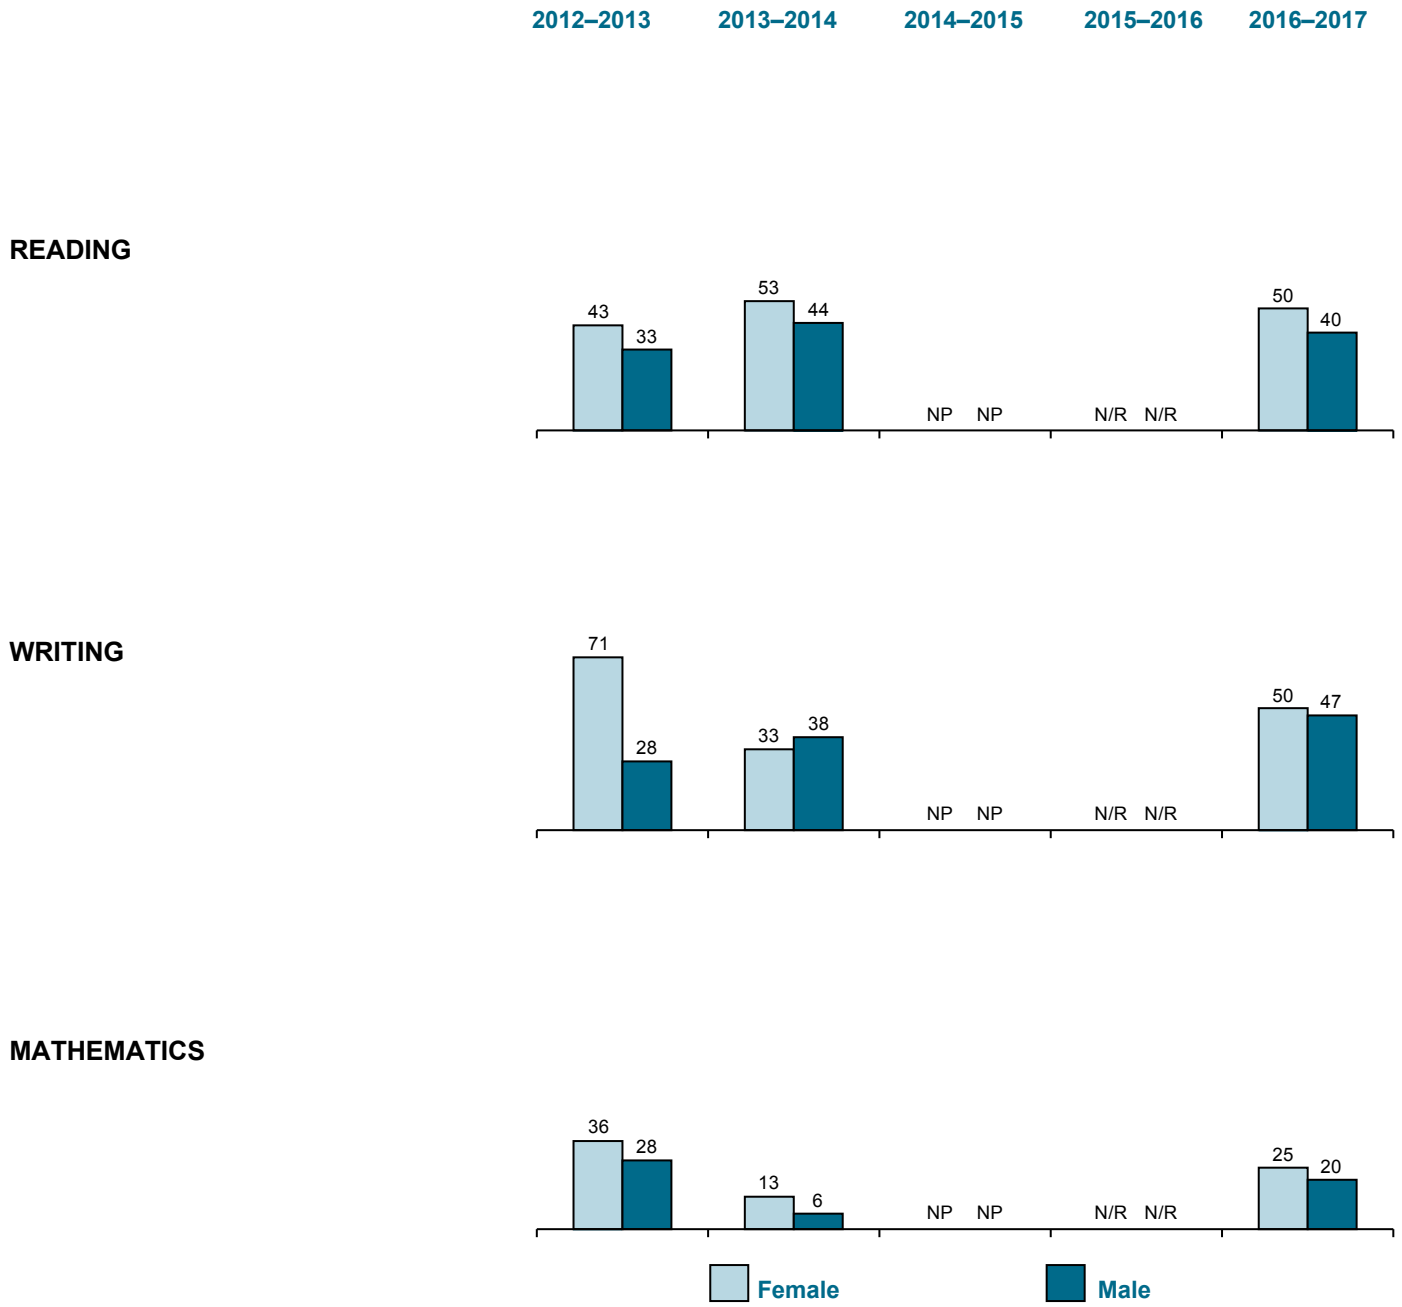 2012–2013 2013–2014 2014–2015 2015–2016 2016–2017
READING
43 33 53 44 NP NP N/R N/R 50 40
WRITING
71 28 33 38 NP NP N/R N/R 50 47
MATHEMATICS
36 28 13 6 NP NP N/R N/R 25 20
Female Male